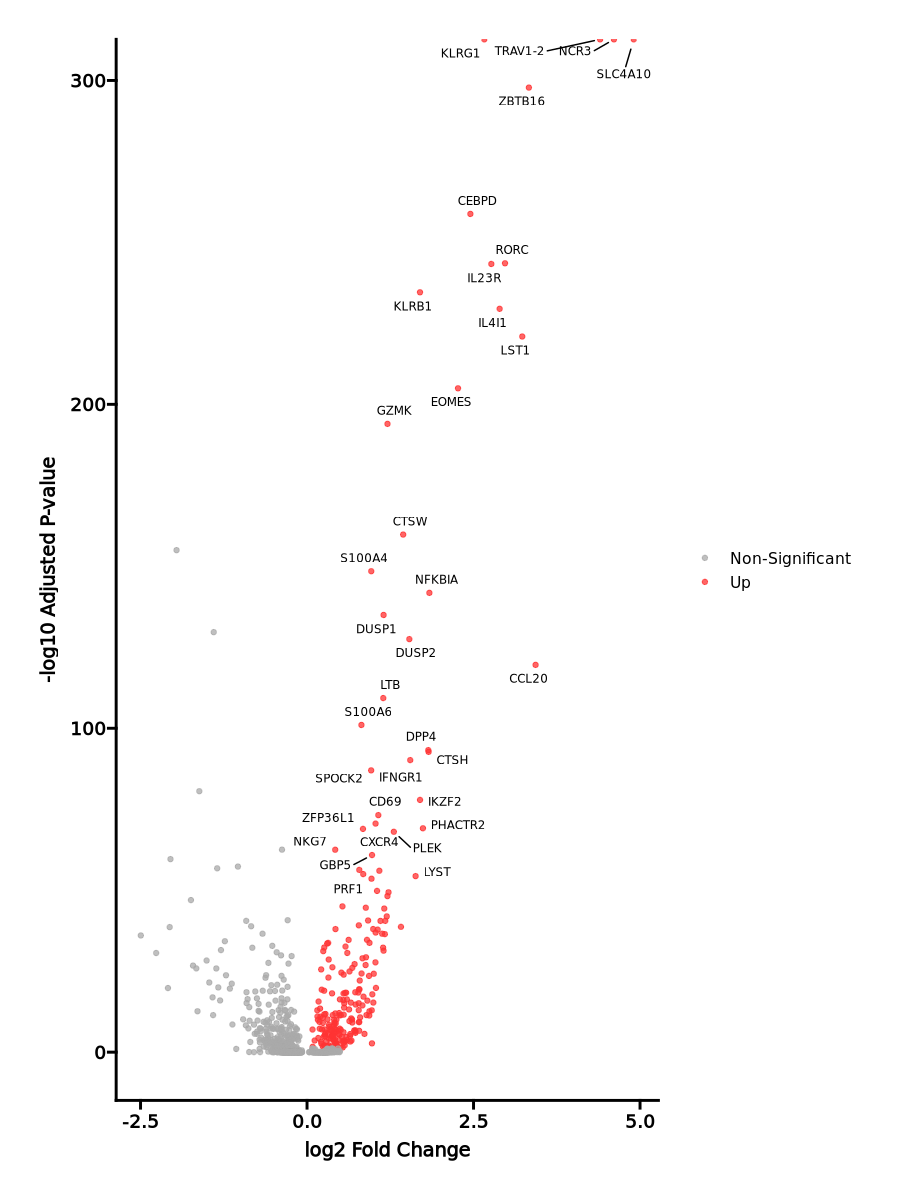 KLRG1
TRAV1-2
NCR3
SLC4A10
300
ZBTB16
CEBPD
RORC
IL23R
KLRB1
IL4I1
LST1
EOMES
200
GZMK
CTSW
S100A4
NFKBIA
DUSP1
DUSP2
CCL20
LTB
S100A6
100
DPP4
CTSH
SPOCK2
IFNGR1
CD69
IKZF2
ZFP36L1
PHACTR2
NKG7
CXCR4
PLEK
GBP5
LYST
PRF1
0
-2.5
0.0
2.5
5.0
log2 Fold Change
-log10 Adjusted P-value
Non-Significant
Up